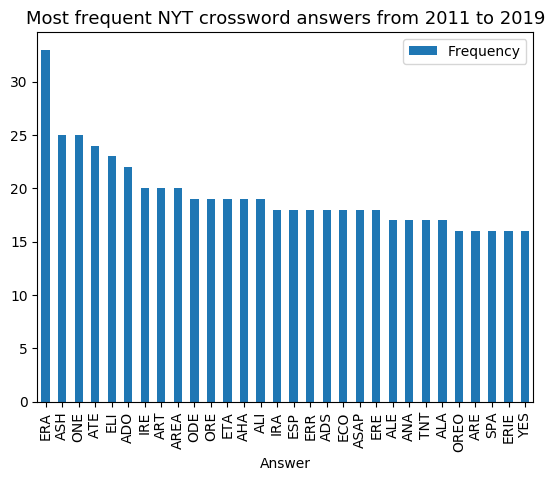 Most frequent NYT crossword answers from 2011 to 2019
Frequency
30
25
20
15
10
5
0
ERA
ASH
ONE
ATE
ELI
ADO
IRE
ART
AREA
ODE
ORE
ETA
AHA
ALI
IRA
ESP
ERR
ADS
ECO
ASAP
ERE
ALE
ANA
TNT
ALA
OREO
ARE
SPA
ERIE
YES
Answer